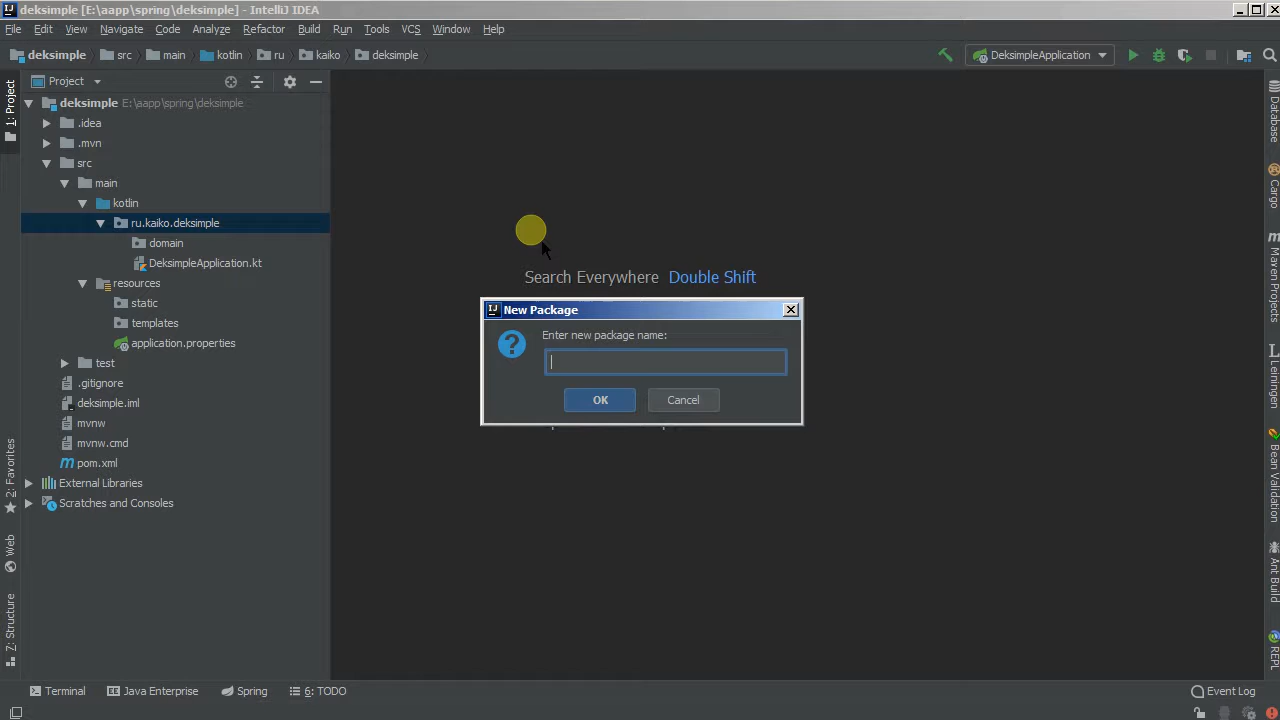 deksimple [E:\aapp\spring\deksimple] - IntelliJ IDEA
File Edit View Navigate Code Analyze Refactor Build Run Tools VCS Window Help
deksimple src main kotlin ru kaiko deksimple DeksimpleApplication
1: Project
Project
deksimple E:\aapp\spring\deksimple
.idea
.mvn
src
main
kotlin
ru.kaiko.deksimple
domain
DeksimpleApplication.kt
resources
static
templates
application.properties
test
.gitignore
deksimple.iml
mvnw
mvnw.cmd
pom.xml
External Libraries
Scratches and Consoles
Search Everywhere Double Shift
New Package
Enter new package name:
OK Cancel
2: Favorites
Web
Z: Structure
Database
Cargo
Maven Projects
Leiningen
Bean Validation
Ant Build
REPL
Terminal Java Enterprise Spring 6: TODO Event Log